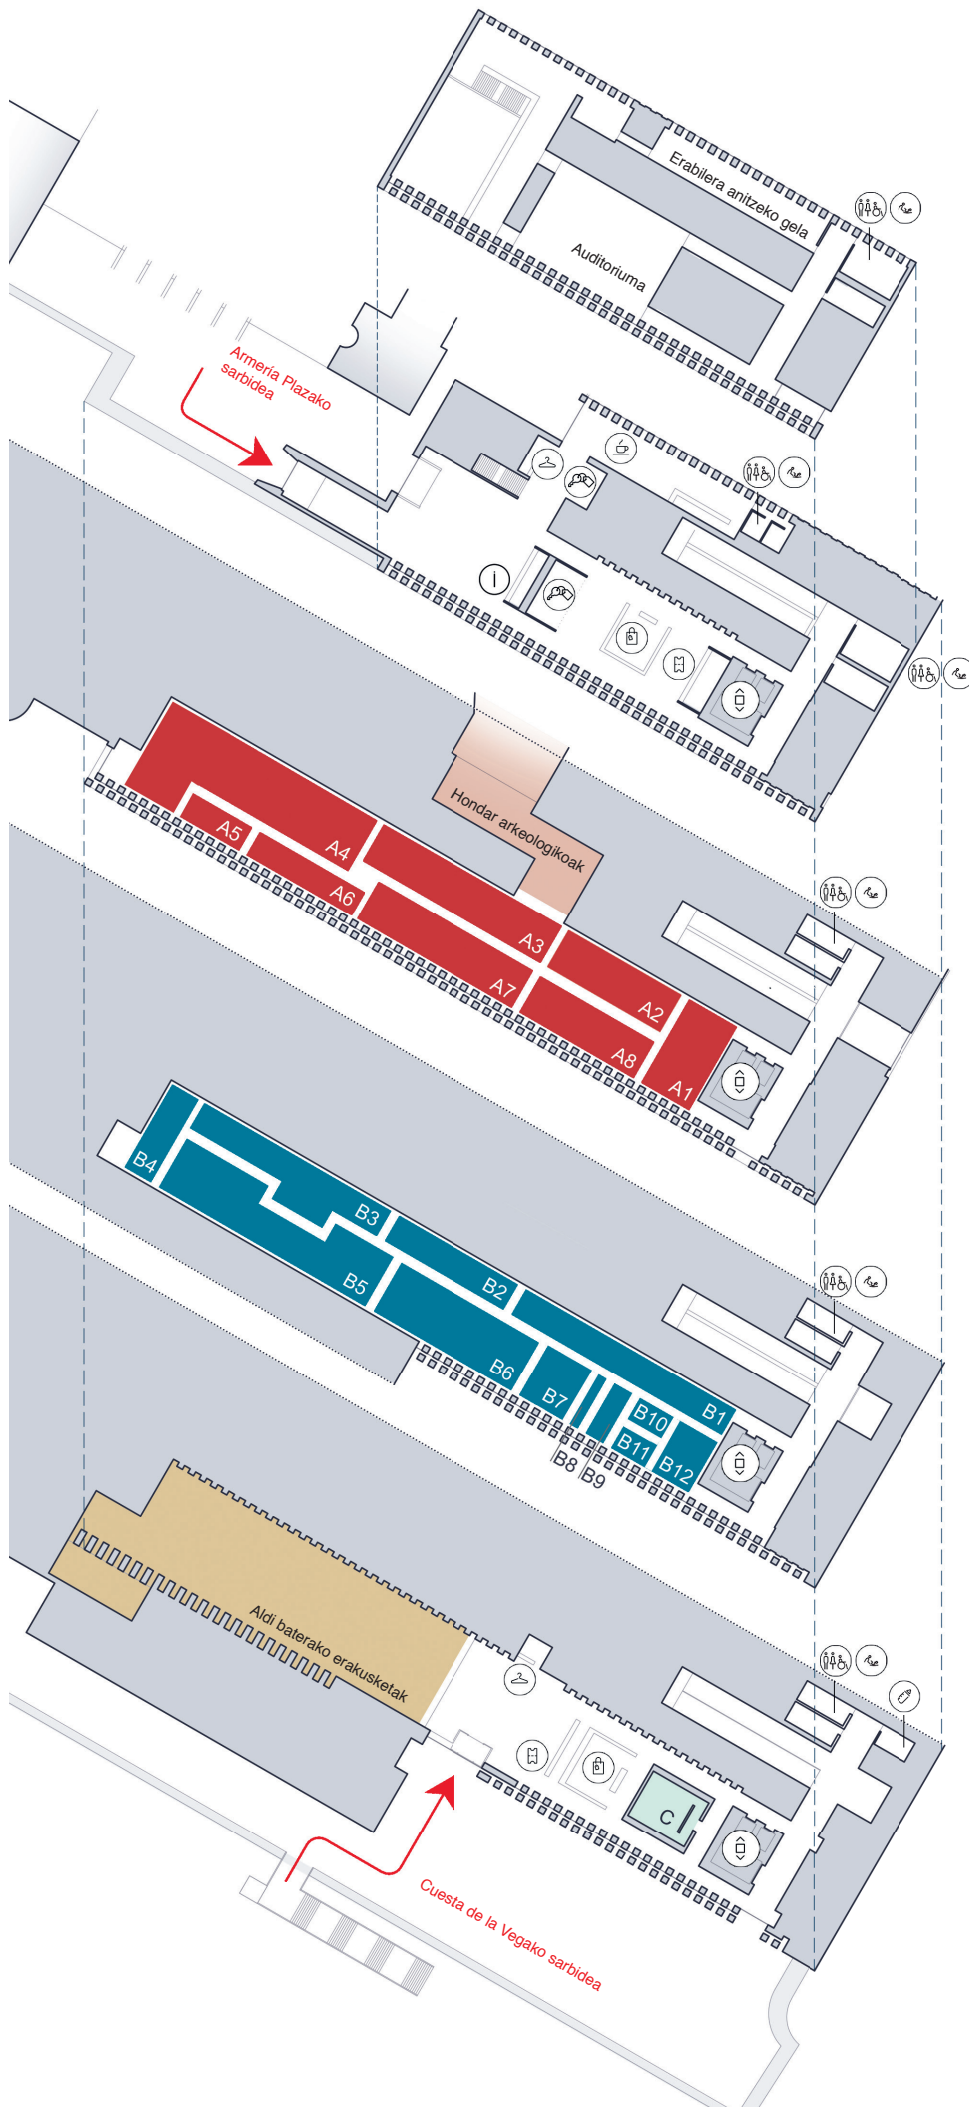 Erabilera anitzeko gela
Auditoriuma
Armería Plazako
sarbidea
i
Hondar arkeologikoak
A5
A4
A6
A3
A7
A2
A8
A1
B4
B3
B5
B2
B6
B7
B1
B10
B11
B12
B8
B9
Aldi baterako erakusketak
C
Cuesta de la Vegako sarbidea